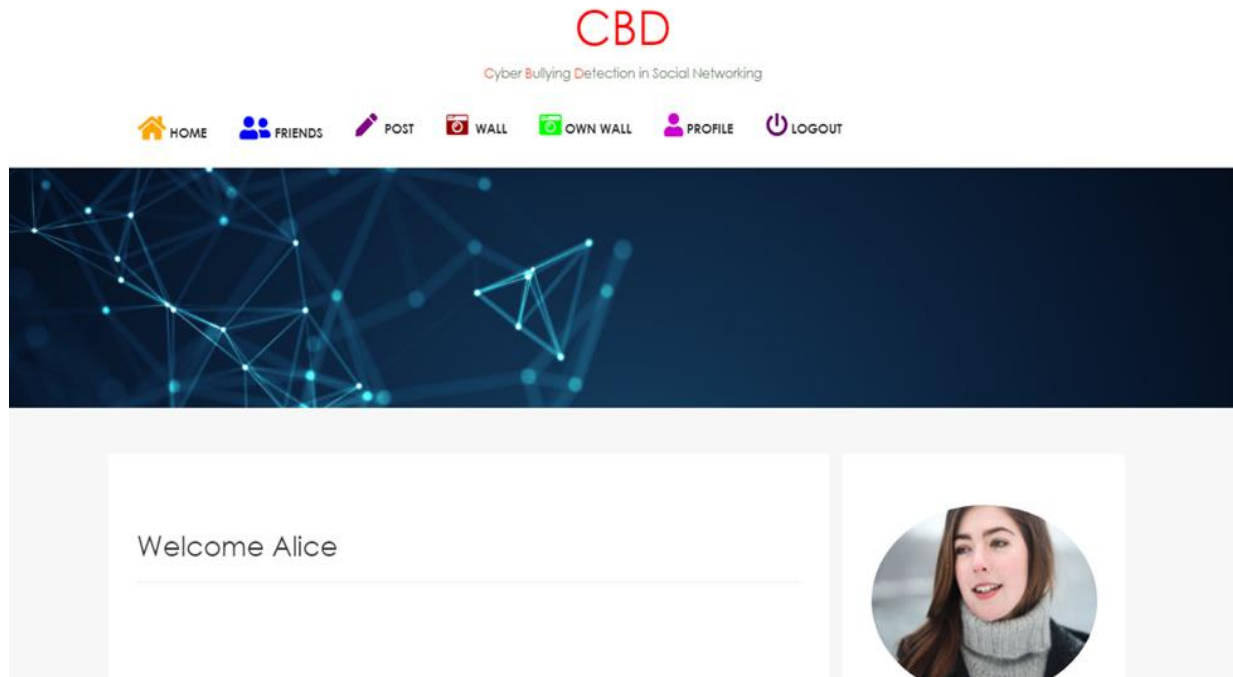 CBD
Cyber Bullying Detection in Social Networking
HOME FRIENDS POST WALL OWN WALL PROFILE LOGOUT
Welcome Alice